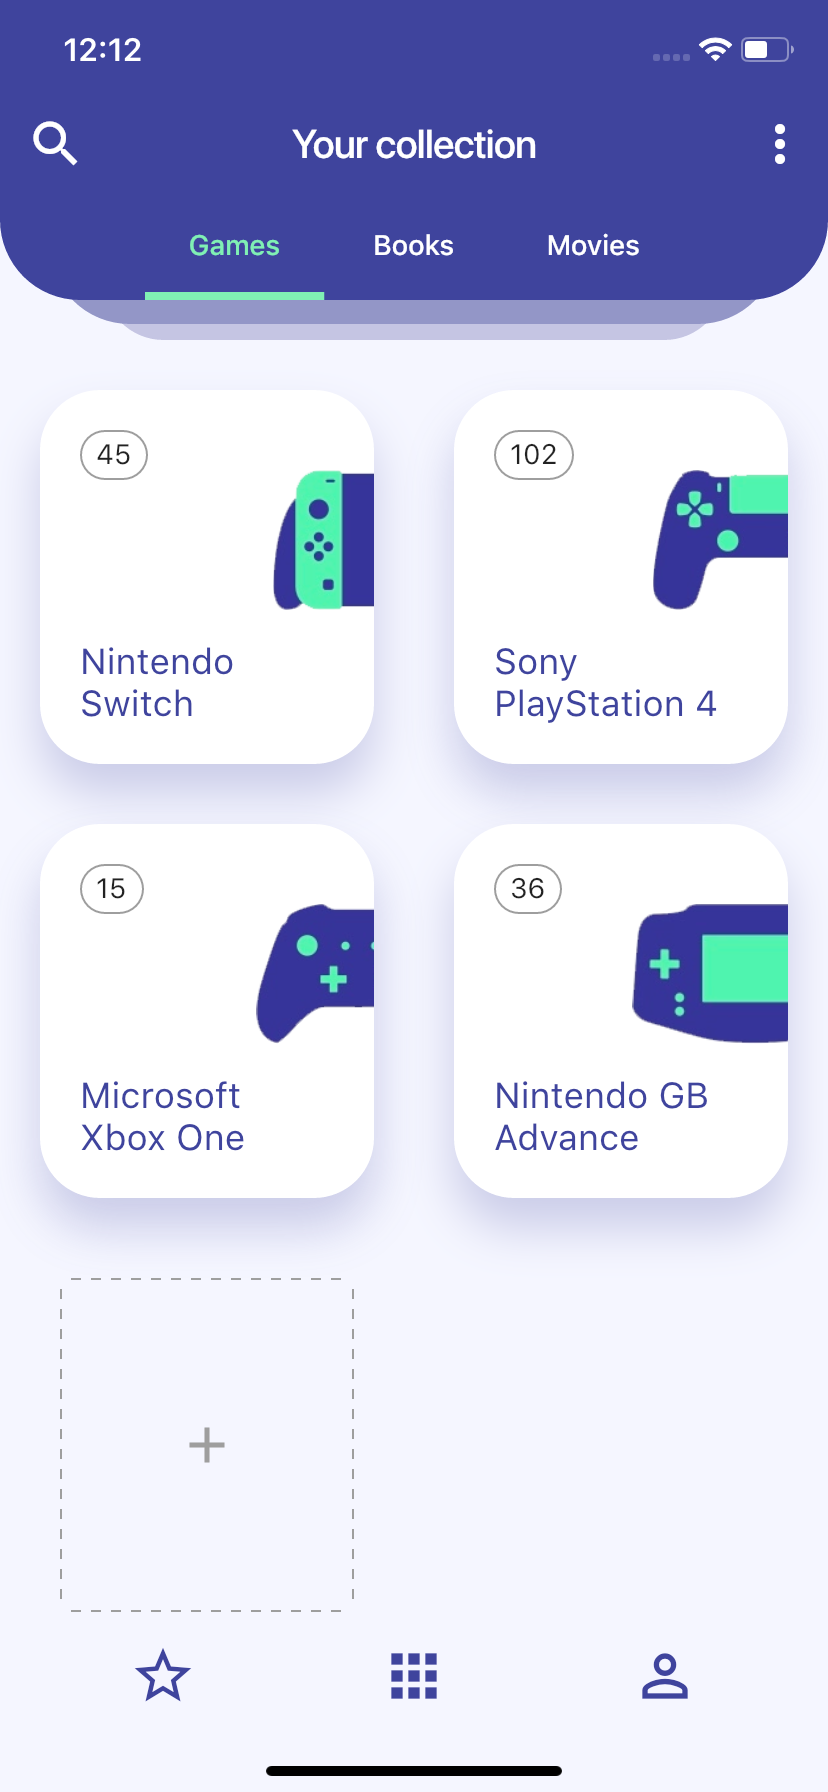 12:12
Your collection
Games Books Movies
45
Nintendo
Switch
102
Sony
PlayStation 4
15
Microsoft
Xbox One
36
Nintendo GB
Advance